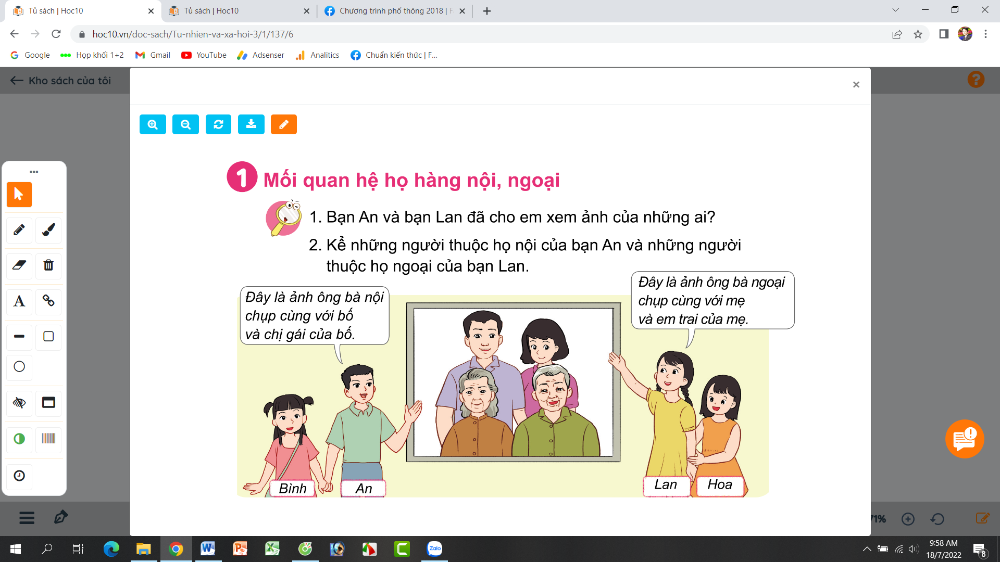 Tủ sách | Hoc10
Tủ sách | Hoc10
Chương trình phổ thông 2018 | F
hoc10.vn/doc-sach/Tu-nhien-va-xa-hoi-3/1/137/6
Google
Họp khối 1+2
Gmail
YouTube
Adsenser
Analitics
Chuẩn kiến thức | F...
Kho sách của tôi
1 Mối quan hệ họ hàng nội, ngoại
1. Bạn An và bạn Lan đã cho em xem ảnh của những ai?
2. Kể những người thuộc họ nội của bạn An và những người
thuộc họ ngoại của bạn Lan.
Đây là ảnh ông bà nội
chụp cùng với bố
và chị gái của bố.
Đây là ảnh ông bà ngoại
chụp cùng với mẹ
và em trai của mẹ.
Bình
An
Lan
Hoa
71%
Zalo
9:58 AM
18/7/2022
8